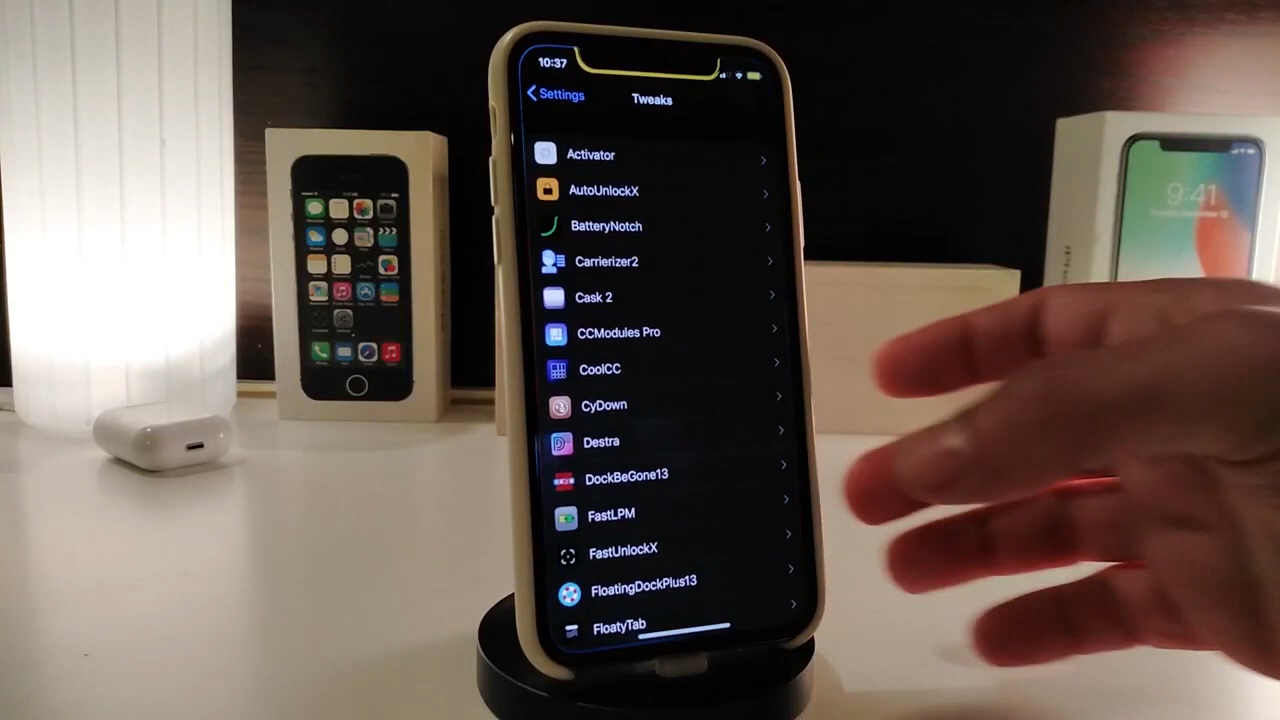 10:37
Settings
Tweaks
Activator
AutoUnlockX
BatteryNotch
Carrierizer2
Cask 2
CCModules Pro
CoolCC
CyDown
Destra
DockBeGone13
FastLPM
FastUnlockX
FloatingDockPlus13
FloatyTab
9:41